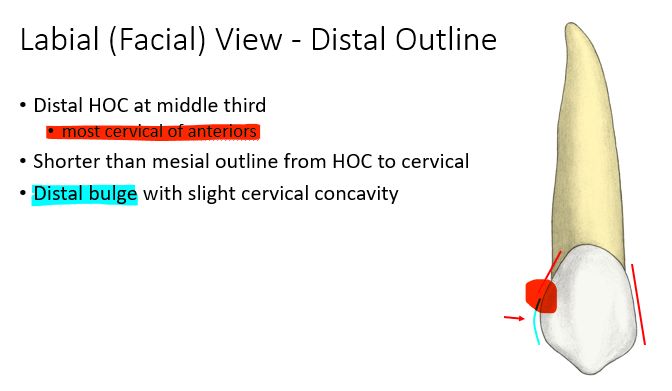 Labial (Facial) View - Distal Outline
• Distal HOC at middle third
• most cervical of anteriors
• Shorter than mesial outline from HOC to cervical
• Distal bulge with slight cervical concavity